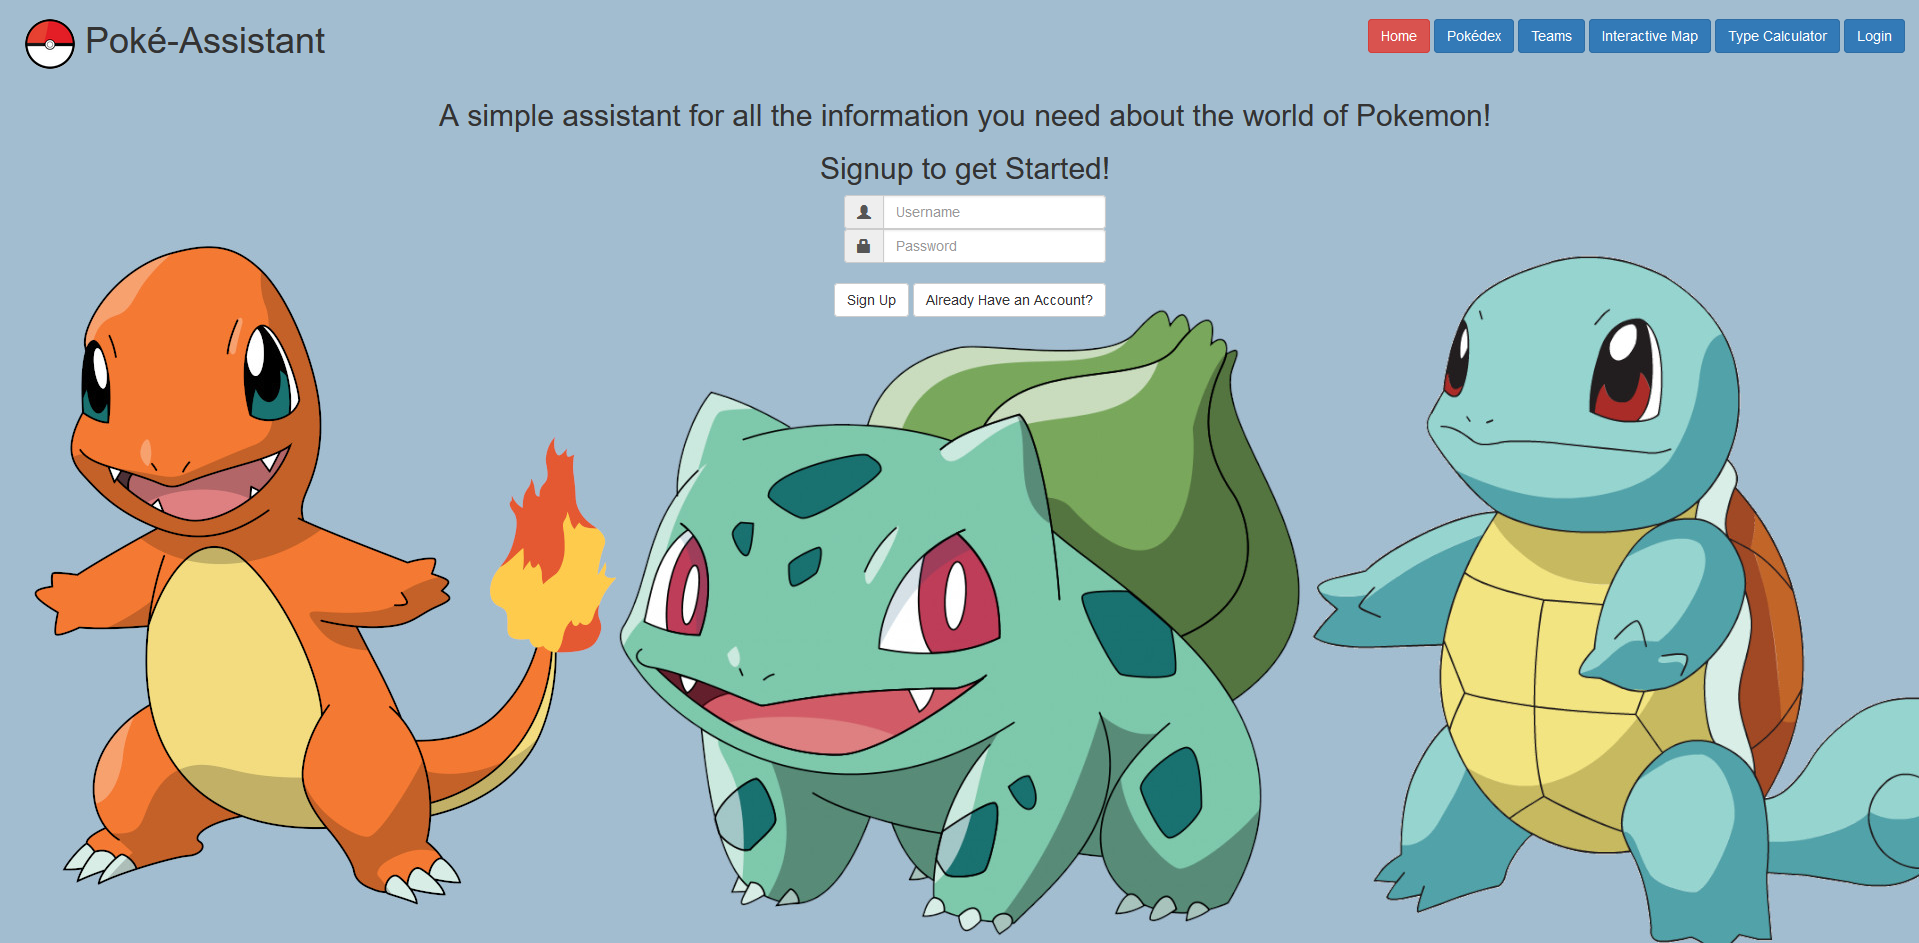 Poké-Assistant
Home
Pokédex
Teams
Interactive Map
Type Calculator
Login
A simple assistant for all the information you need about the world of Pokemon!
Signup to get Started!
Username
Password
Sign Up
Already Have an Account?